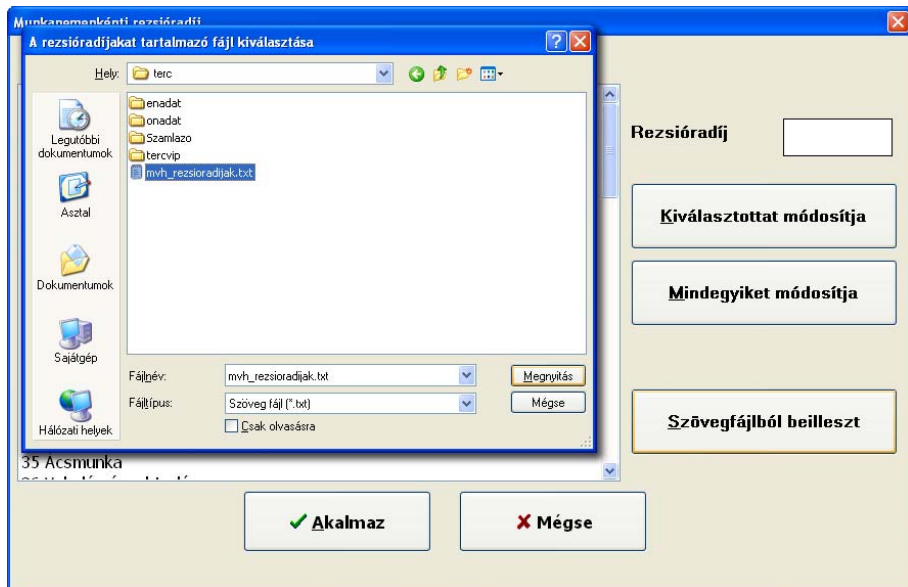 Munkanemenkénti rezsióradíj
A rezsióradíjakat tartalmazó fájl kiválasztása
Hely:
terc
Legutóbbi
dokumentumok
Asztal
Dokumentumok
Sajátgép
Hálózati helyek
enadat
onadat
Szamlazo
tercvip
mvh_rezsioradijak.txt
Fájlnév:
mvh_rezsioradijak.txt
Megnyitás
Fájltípus:
Szöveg fájl (*.txt)
Mégse
Csak olvasásra
35 Ácsmunka
Rezsióradíj
Kiválasztottat módosítja
Mindegyiket módosítja
Szövegfájlból beilleszt
Akalmaz
Mégse